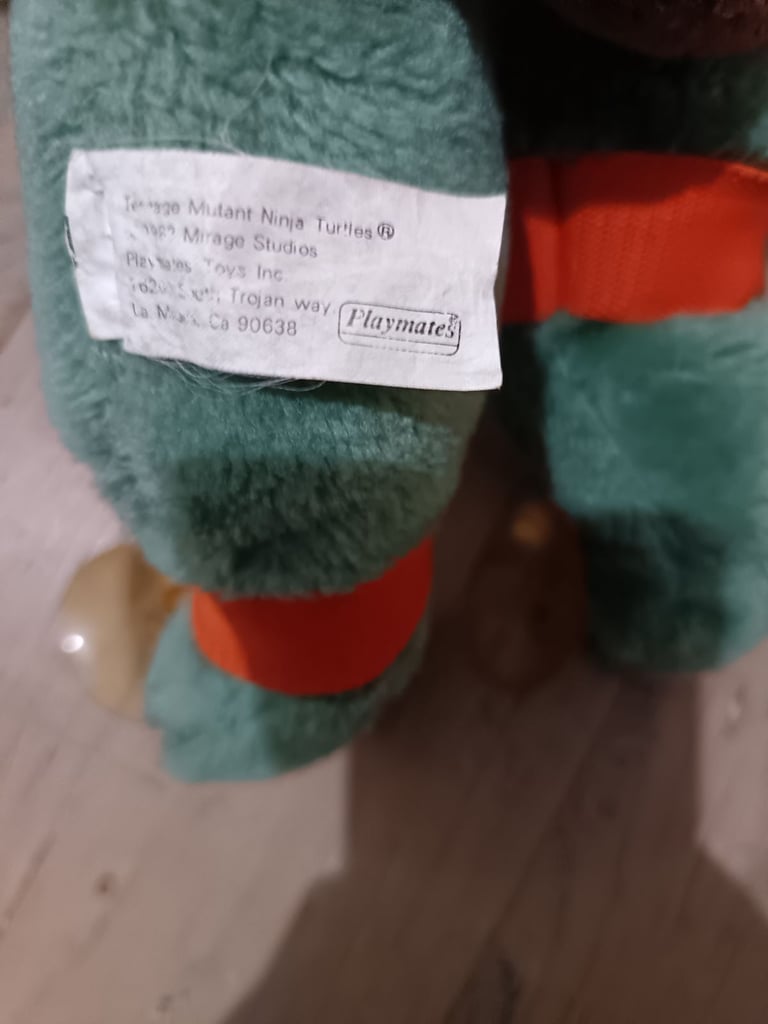 Mutant Ninja Turtles®
Mirage Studios
Toys Inc
Trojan way
La Ca 90638
Playmates